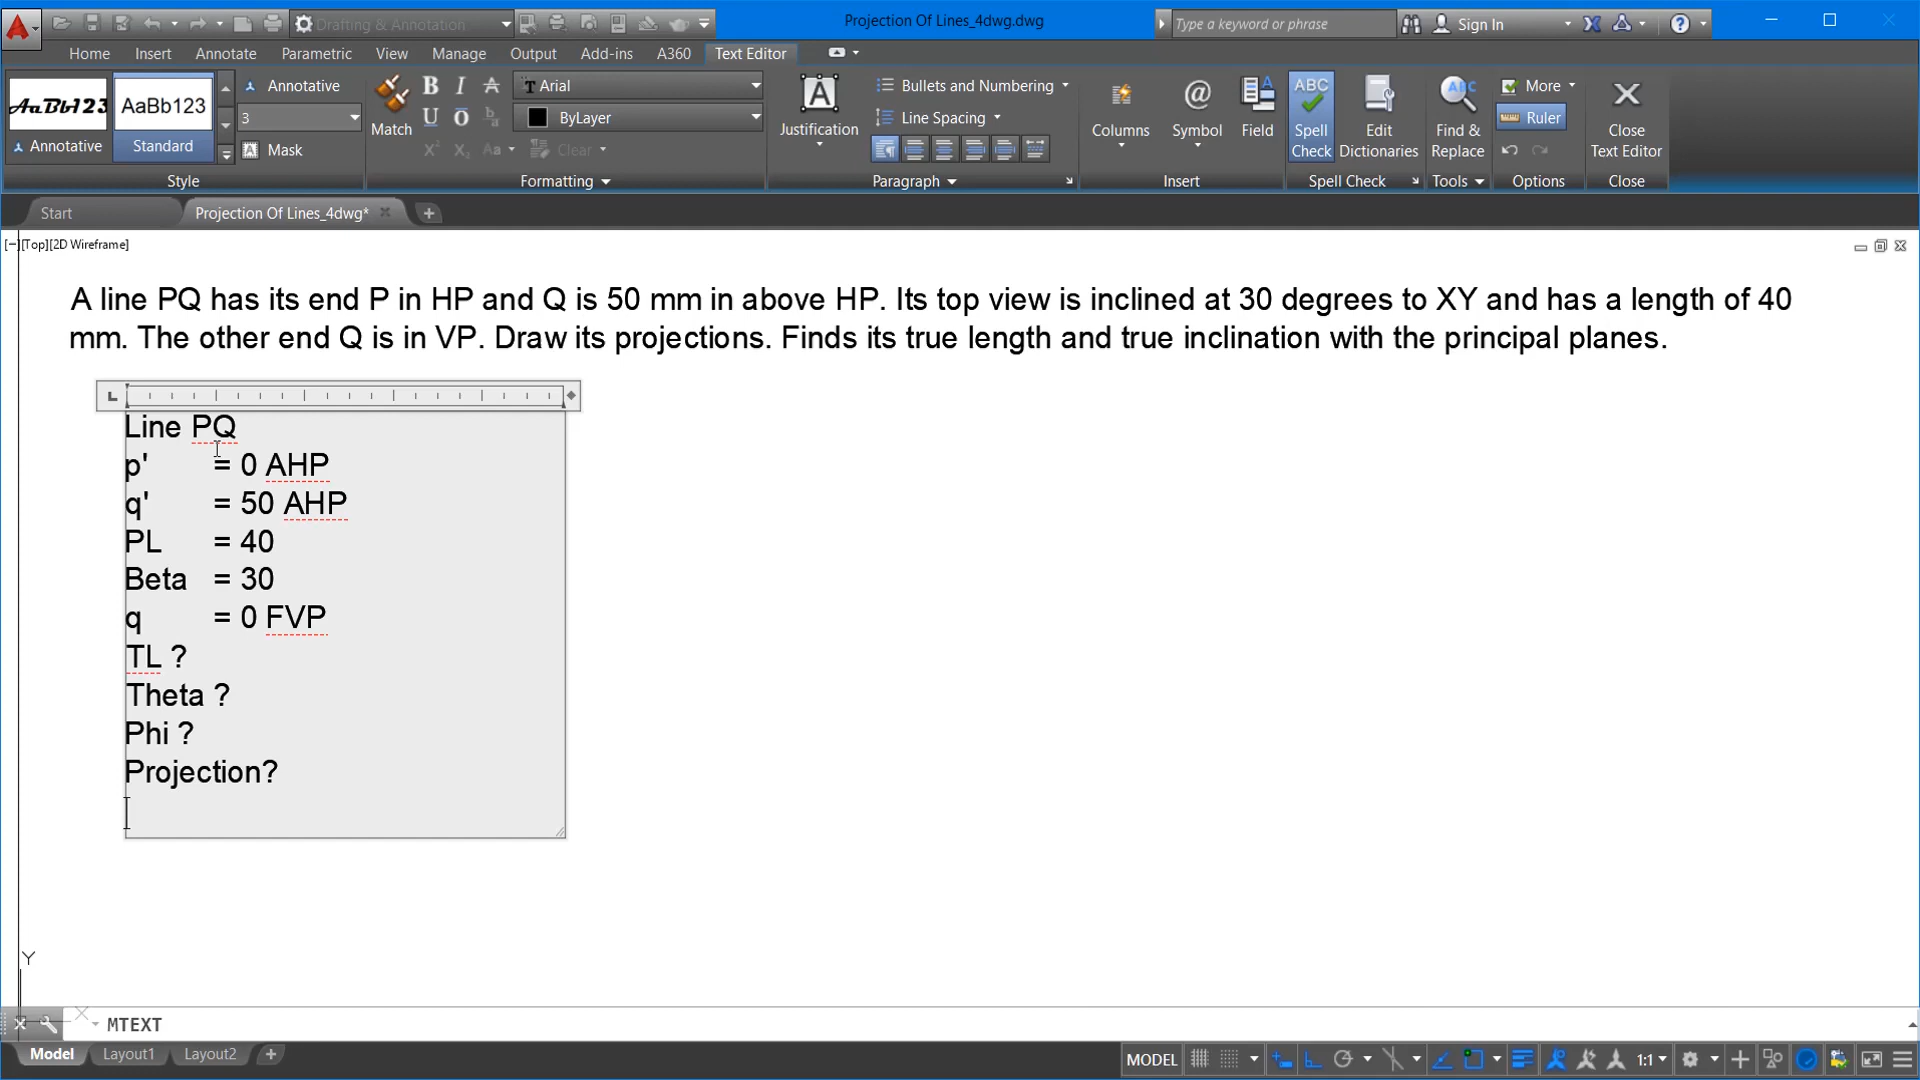 Drafting & Annotation
Projection Of Lines_4dwg.dwg
Type a keyword or phrase
Sign In
Home Insert Annotate Parametric View Manage Output Add-ins A360 Text Editor
AaBb123 AaBb123
Annotative Standard
Annotative
3
Mask
Style
Match
B I A
U O b/a
X² X₂ Aa
Arial
ByLayer
Clear
Formatting
A
Justification
Bullets and Numbering
Line Spacing
Paragraph
Columns
@
Symbol
Field
Insert
ABC
Spell Check
Edit Dictionaries
Spell Check
Find & Replace
Tools
More
Ruler
Options
Close Text Editor
Close
Start
Projection Of Lines_4dwg*
[−][Top][2D Wireframe]
A line PQ has its end P in HP and Q is 50 mm in above HP. Its top view is inclined at 30 degrees to XY and has a length of 40
mm. The other end Q is in VP. Draw its projections. Finds its true length and true inclination with the principal planes.
Line PQ
p' = 0 AHP
q' = 50 AHP
PL = 40
Beta = 30
q = 0 FVP
TL ?
Theta ?
Phi ?
Projection?
Y
MTEXT
Model Layout1 Layout2
MODEL
1:1